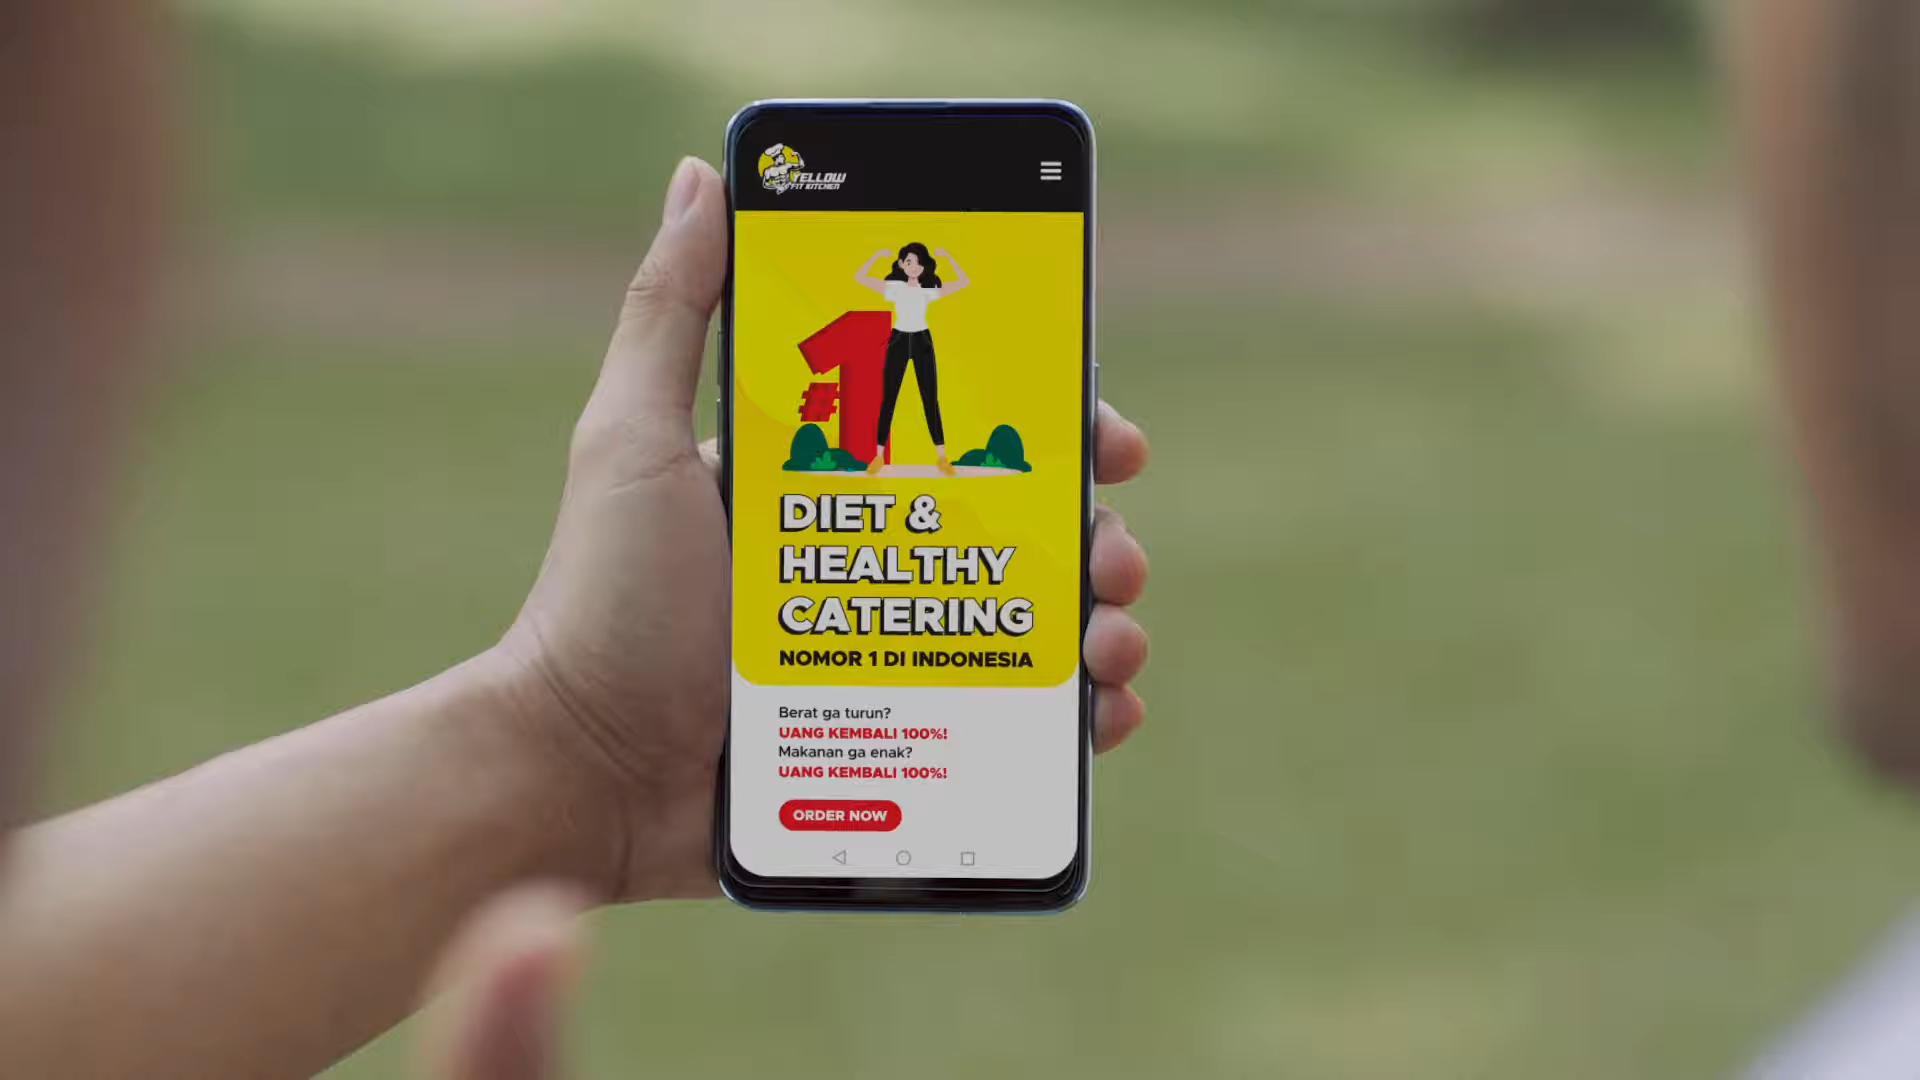 YELLOW
FIT KITCHEN
#1
DIET &
HEALTHY
CATERING
NOMOR 1 DI INDONESIA
Berat ga turun?
UANG KEMBALI 100%!
Makanan ga enak?
UANG KEMBALI 100%!
ORDER NOW